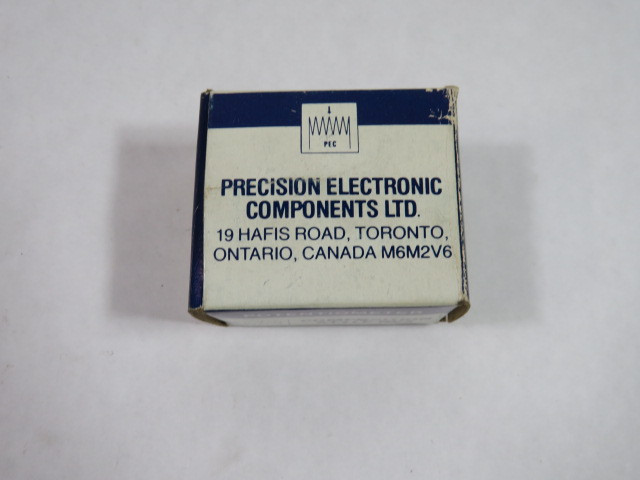 PEC
PRECISION ELECTRONIC
COMPONENTS LTD.
19 HAFIS ROAD, TORONTO,
ONTARIO, CANADA M6M2V6